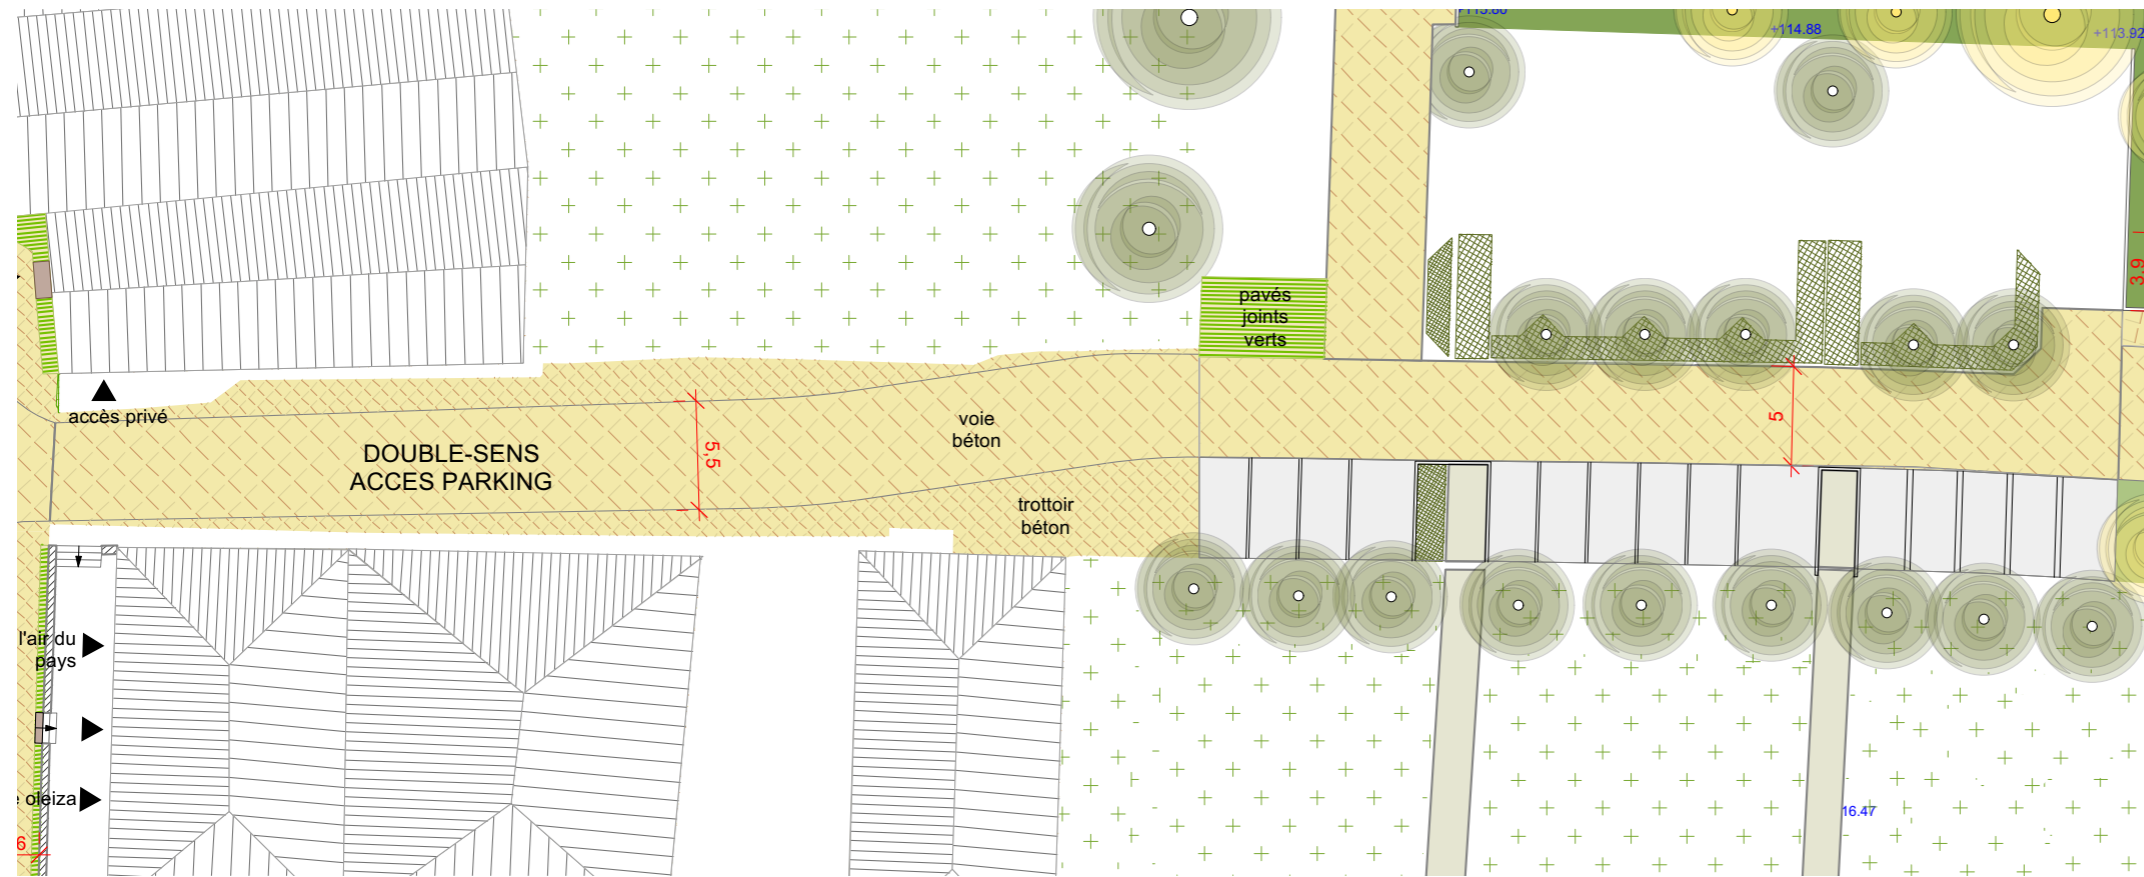 +114.88
+113.92
pavés
joints
verts
3,9
accès privé
DOUBLE-SENS
ACCES PARKING
5,5
voie
béton
5
trottoir
béton
l'air du
pays
oleiza
16.47
6